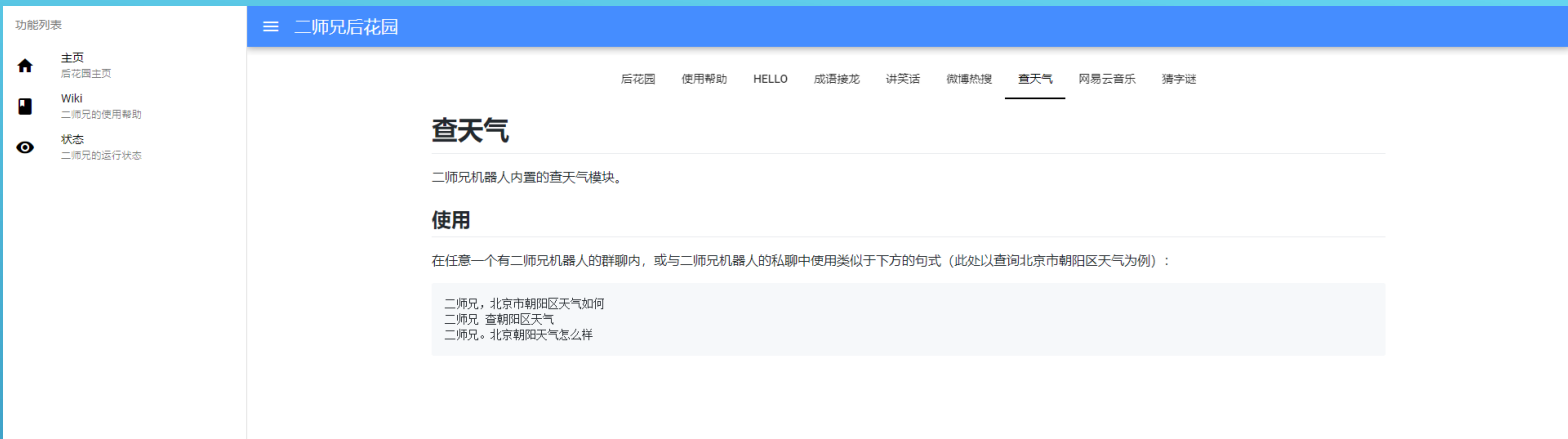 功能列表
主页
后花园主页
Wiki
二师兄的使用帮助
状态
二师兄的运行状态
二师兄后花园
后花园 使用帮助 HELLO 成语接龙 讲笑话 微博热搜 查天气 网易云音乐 猜字谜
查天气
二师兄机器人内置的查天气模块。
使用
在任意一个有二师兄机器人的群聊内，或与二师兄机器人的私聊中使用类似于下方的句式（此处以查询北京市朝阳区天气为例）：
二师兄，北京市朝阳区天气如何
二师兄 查朝阳区天气
二师兄。北京朝阳天气怎么样